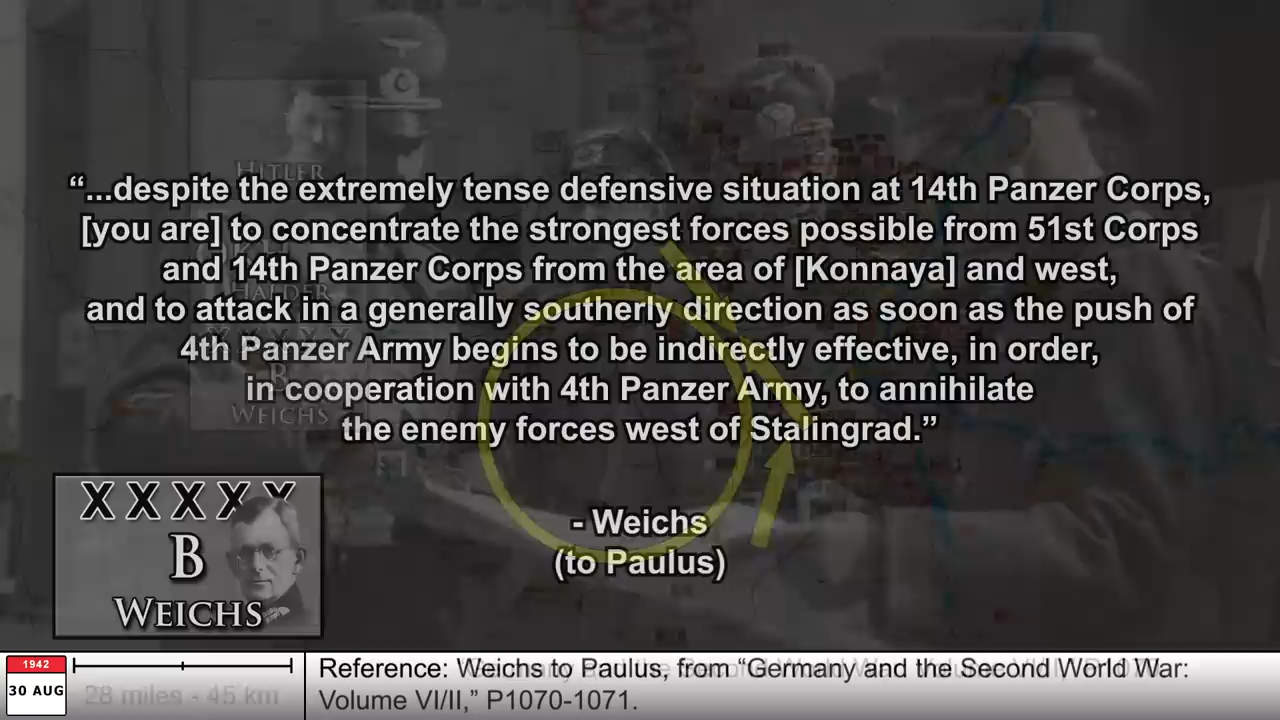 HITLER
HALDER
WEICHS
“...despite the extremely tense defensive situation at 14th Panzer Corps,
[you are] to concentrate the strongest forces possible from 51st Corps
and 14th Panzer Corps from the area of [Konnaya] and west,
and to attack in a generally southerly direction as soon as the push of
4th Panzer Army begins to be indirectly effective, in order,
in cooperation with 4th Panzer Army, to annihilate
the enemy forces west of Stalingrad.”
- Weichs
(to Paulus)
XXXXX
B
WEICHS
1942
30 AUG
28 miles - 45 km
Reference: Weichs to Paulus, from “Germany and the Second World War:
Volume VI/II,” P1070-1071.